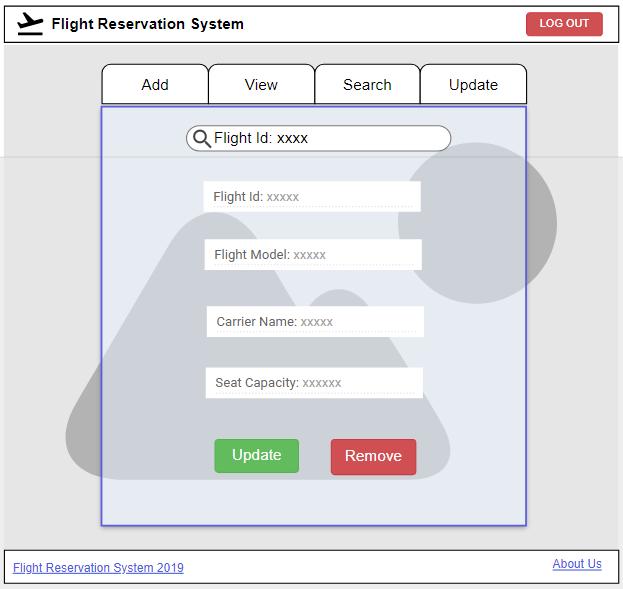 Flight Reservation System
LOG OUT
Add View Search Update
Flight Id: xxxx
Flight Id: xxxxx
Flight Model: xxxxx
Carrier Name: xxxxx
Seat Capacity: xxxxxx
Update Remove
Flight Reservation System 2019
About Us